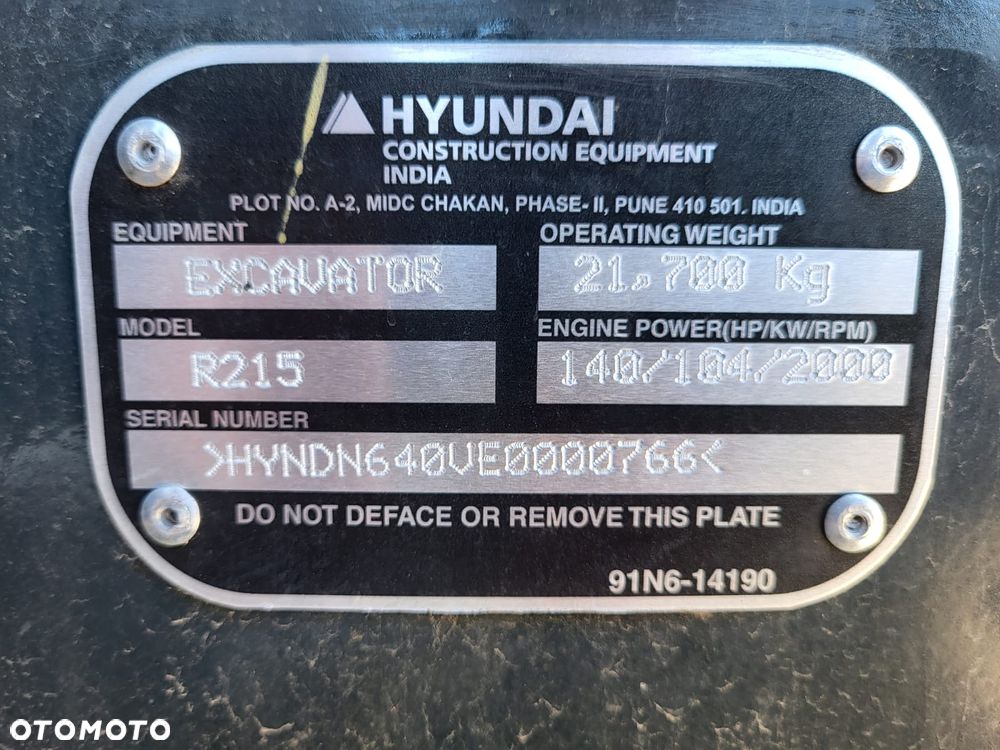 HYUNDAI
CONSTRUCTION EQUIPMENT
INDIA
PLOT NO. A-2, MIDC CHAKAN, PHASE- II, PUNE 410 501. INDIA
EQUIPMENT
EXCAVATOR
OPERATING WEIGHT
21,700 Kg
MODEL
R215
ENGINE POWER(HP/KW/RPM)
140/104/2000
SERIAL NUMBER
>HYNDN640VE0000766<
DO NOT DEFACE OR REMOVE THIS PLATE
91N6-14190
OTOMOTO